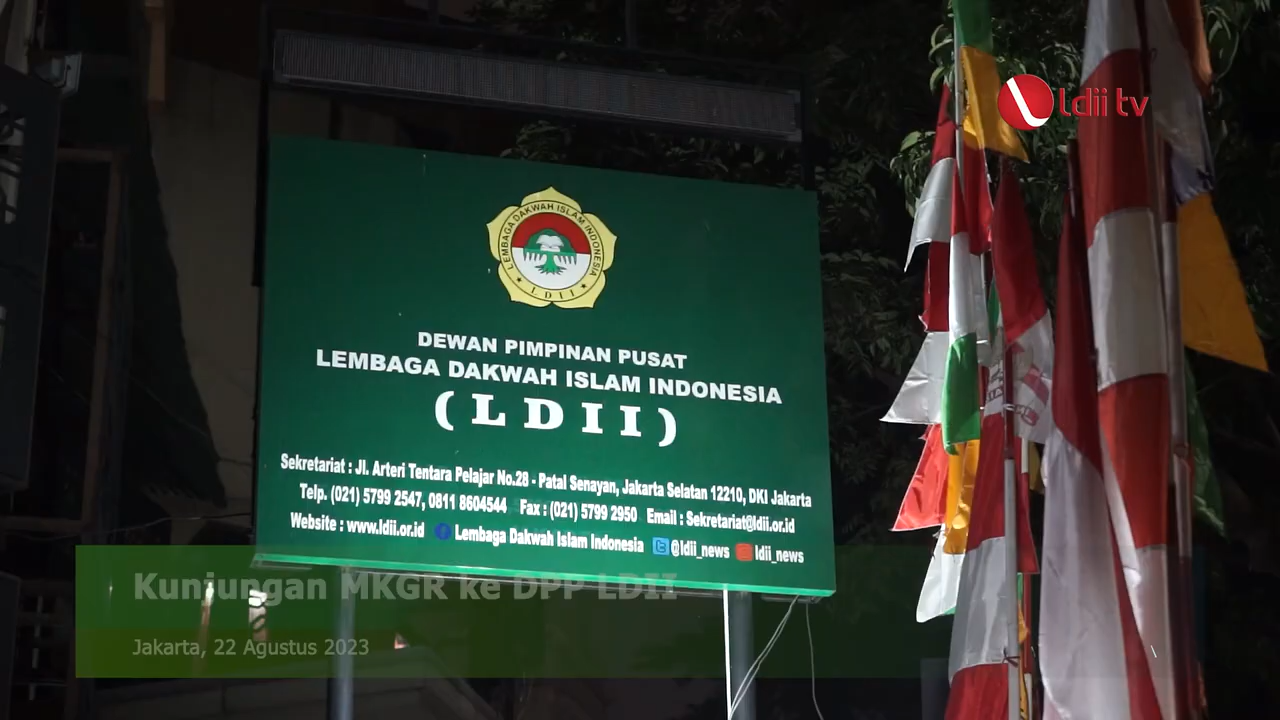 ldii tv
LEMBAGA DAKWAH ISLAM INDONESIA
LDII
DEWAN PIMPINAN PUSAT
LEMBAGA DAKWAH ISLAM INDONESIA
(LDII)
Sekretariat : Jl. Arteri Tentara Pelajar No.28 - Patal Senayan, Jakarta Selatan 12210, DKI Jakarta
Telp. (021) 5799 2547, 0811 8604544 Fax : (021) 5799 2950 Email : Sekretariat@ldii.or.id
Website : www.ldii.or.id Lembaga Dakwah Islam Indonesia @ldii_news ldii_news
Kunjungan MKGR ke DPP LDII
Jakarta, 22 Agustus 2023